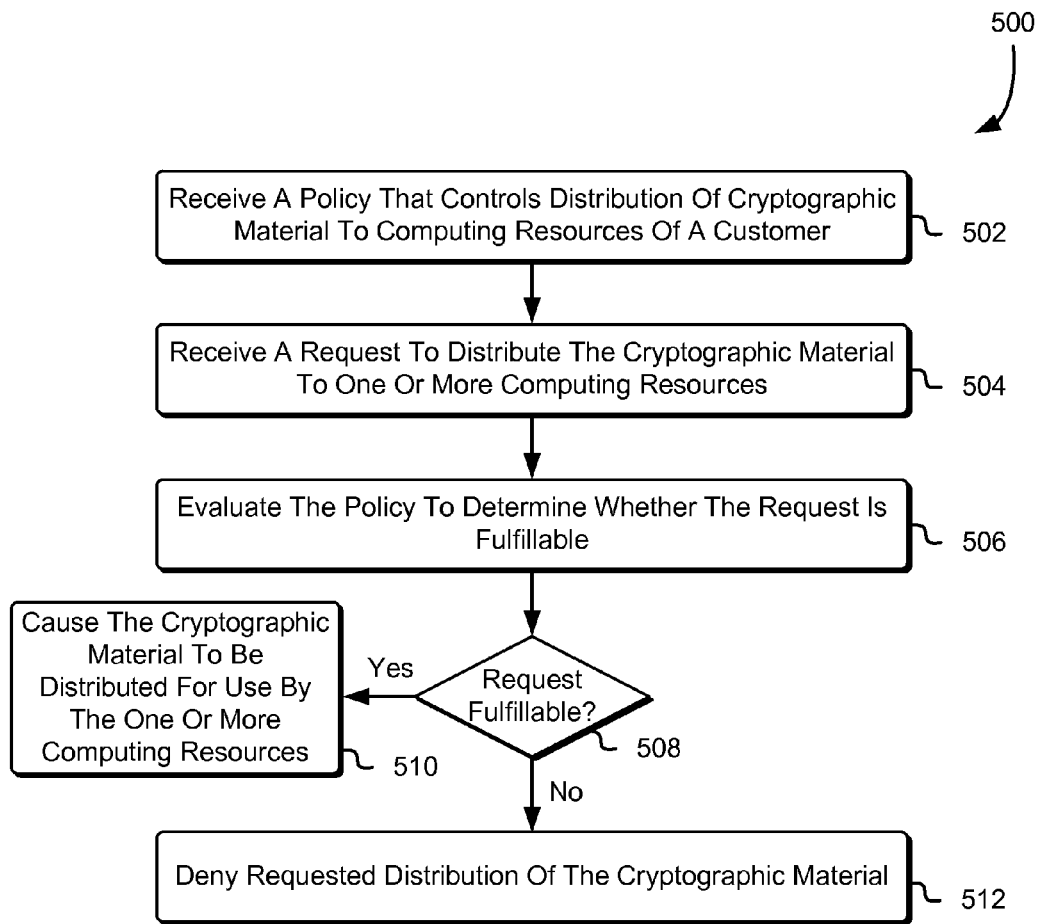 500
Receive A Policy That Controls Distribution Of Cryptographic
Material To Computing Resources Of A Customer
502
Receive A Request To Distribute The Cryptographic Material
To One Or More Computing Resources
504
Evaluate The Policy To Determine Whether The Request Is
Fulfillable
506
Request
Fulfillable?
508
Yes
Cause The Cryptographic
Material To Be
Distributed For Use By
The One Or More
Computing Resources
510
No
Deny Requested Distribution Of The Cryptographic Material
512